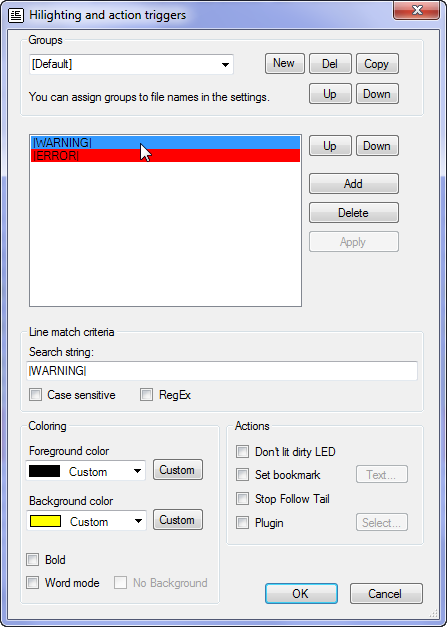 Hilighting and action triggers
Groups
[Default]
New
Del
Copy
You can assign groups to file names in the settings.
Up
Down
|WARNING|
|ERROR|
Up
Down
Add
Delete
Apply
Line match criteria
Search string:
|WARNING|
Case sensitive
RegEx
Coloring
Foreground color
Custom
Custom
Background color
Custom
Custom
Bold
Word mode
No Background
Actions
Don't lit dirty LED
Set bookmark
Text...
Stop Follow Tail
Plugin
Select...
OK
Cancel